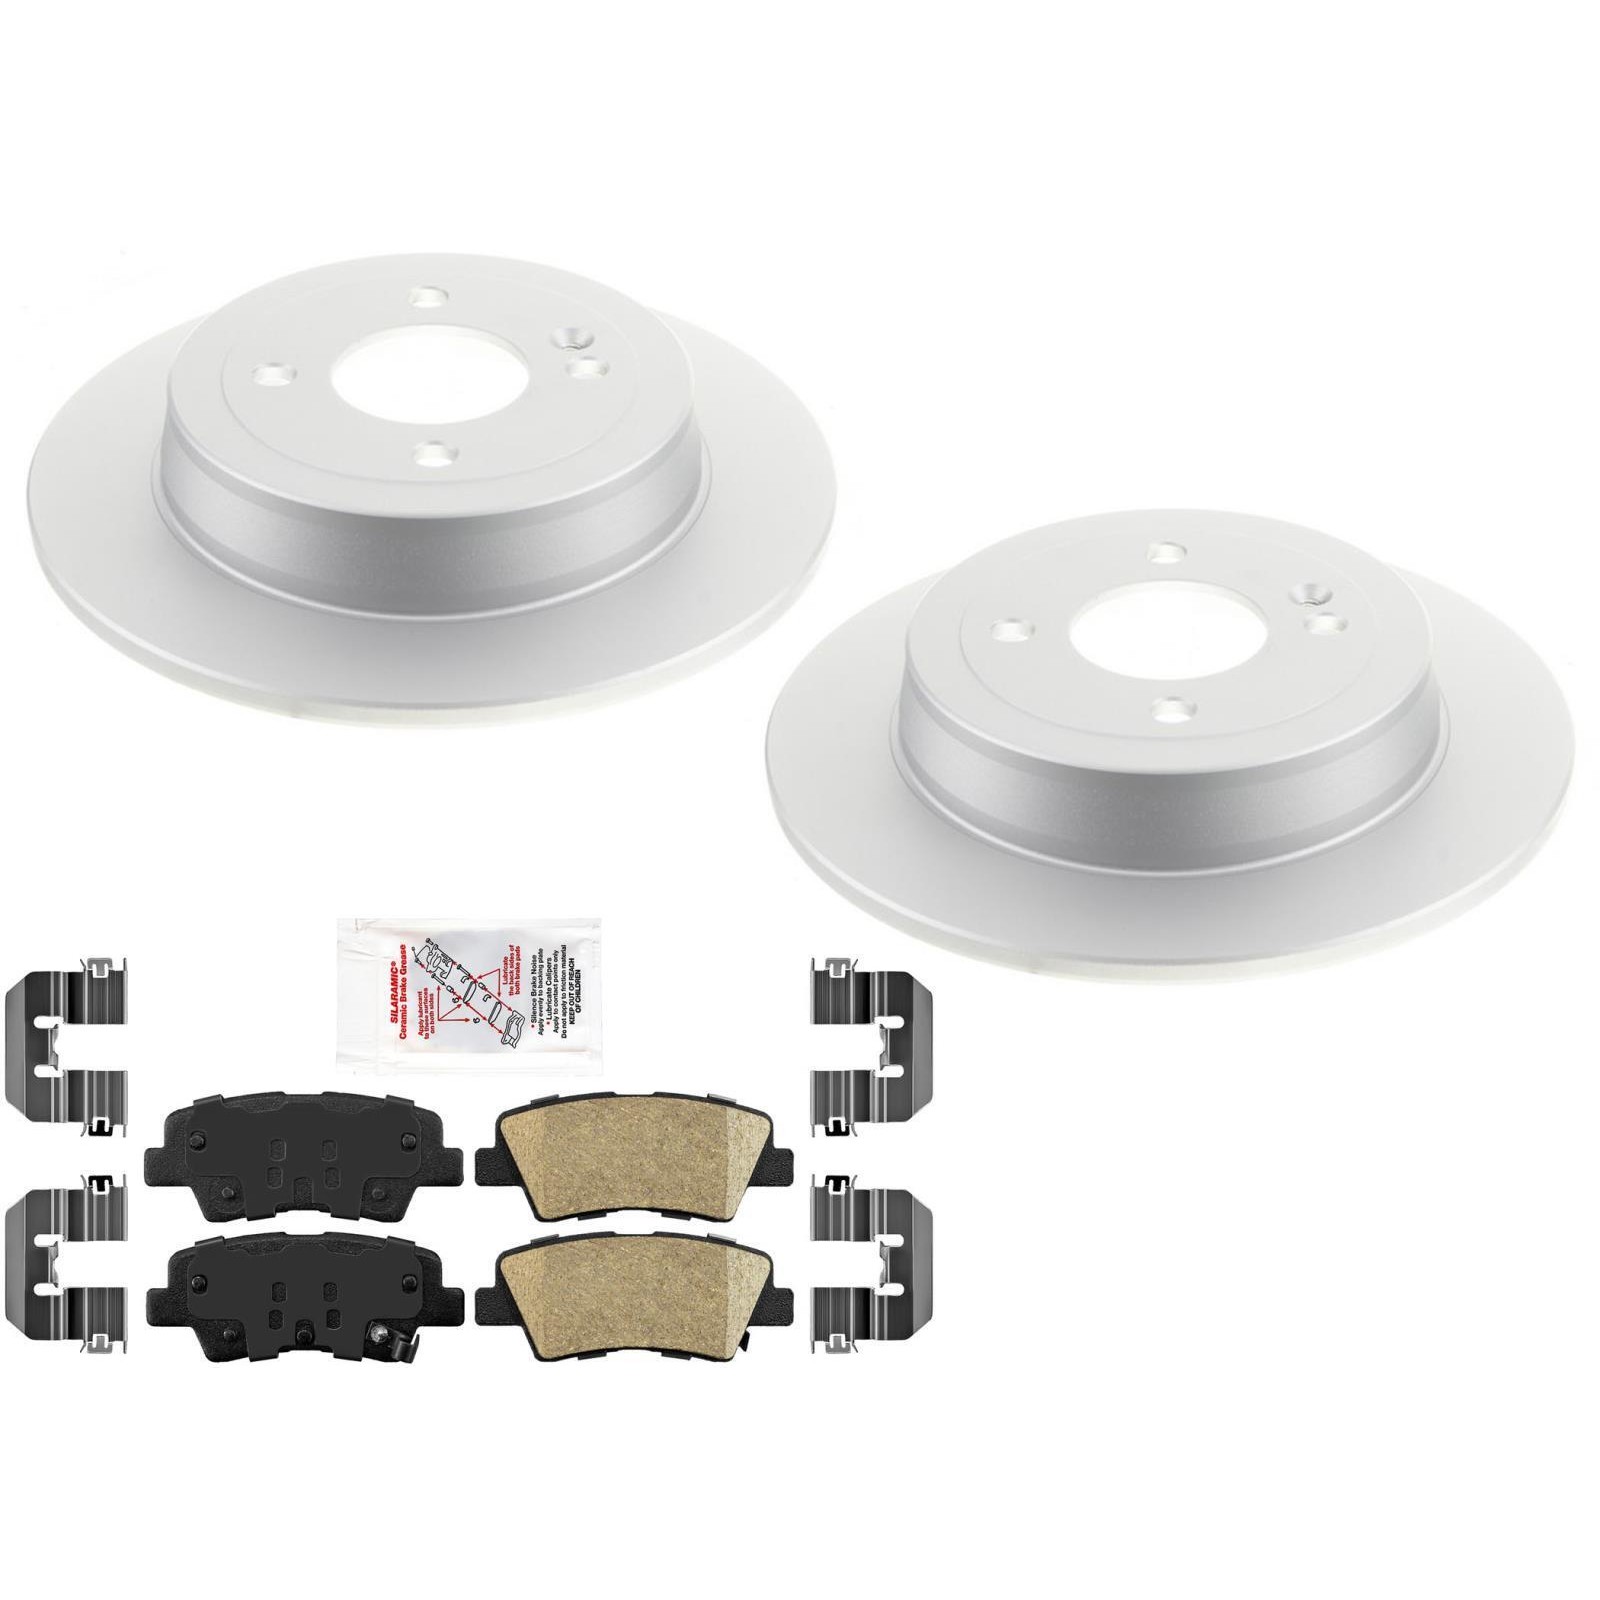 SILARAMIC®
Ceramic Brake Grease
Apply lubricant
to these surfaces
on both sides
Lubricate
the back sides of
both brake pads
* Silence Brake Noise
Apply evenly to backing plate
* Lubricate Calipers
Apply to contact points only
Do not apply to friction material
KEEP OUT OF REACH
OF CHILDREN